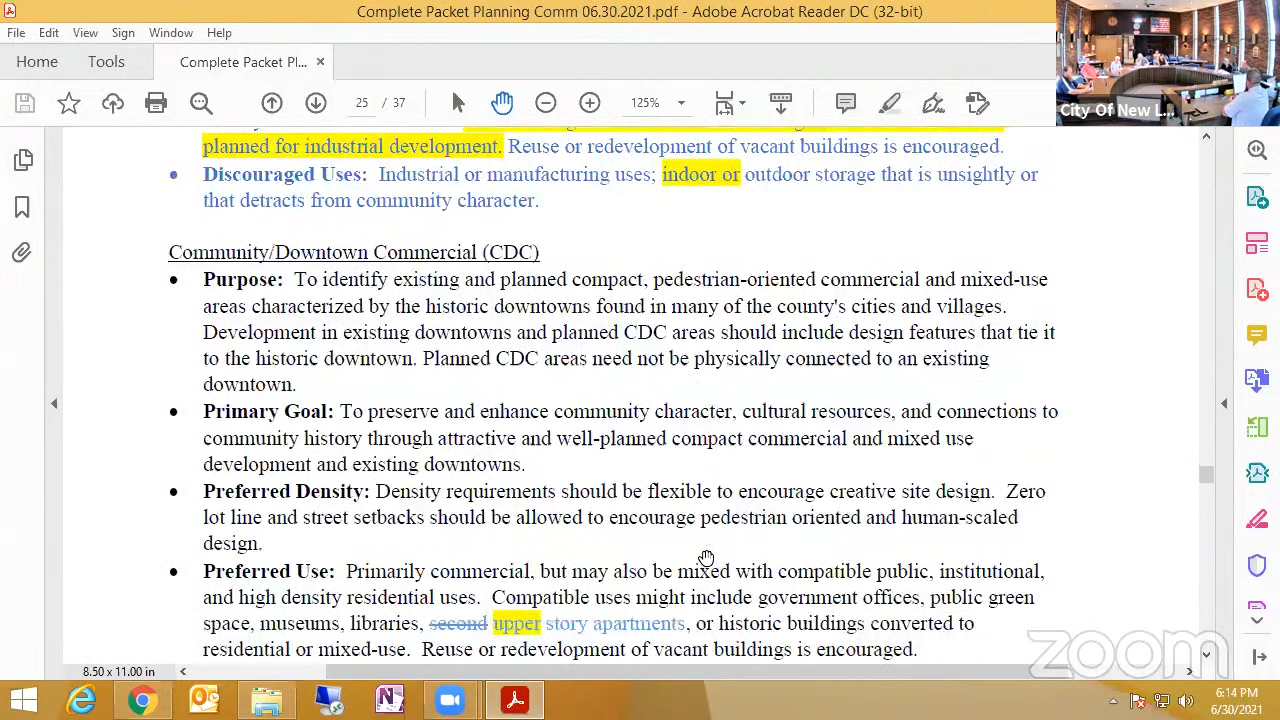 Complete Packet Planning Comm 06.30.2021.pdf - Adobe Acrobat Reader DC (32-bit)
File Edit View Sign Window Help
Home Tools Complete Packet Pl... ×
25 / 37 125%
City Of New L...
planned for industrial development. Reuse or redevelopment of vacant buildings is encouraged.
• Discouraged Uses: Industrial or manufacturing uses; indoor or outdoor storage that is unsightly or
that detracts from community character.
Community/Downtown Commercial (CDC)
• Purpose: To identify existing and planned compact, pedestrian-oriented commercial and mixed-use
areas characterized by the historic downtowns found in many of the county's cities and villages.
Development in existing downtowns and planned CDC areas should include design features that tie it
to the historic downtown. Planned CDC areas need not be physically connected to an existing
downtown.
• Primary Goal: To preserve and enhance community character, cultural resources, and connections to
community history through attractive and well-planned compact commercial and mixed use
development and existing downtowns.
• Preferred Density: Density requirements should be flexible to encourage creative site design. Zero
lot line and street setbacks should be allowed to encourage pedestrian oriented and human-scaled
design.
• Preferred Use: Primarily commercial, but may also be mixed with compatible public, institutional,
and high density residential uses. Compatible uses might include government offices, public green
space, museums, libraries, second upper story apartments, or historic buildings converted to
residential or mixed-use. Reuse or redevelopment of vacant buildings is encouraged.
zoom
8.50 x 11.00 in
6:14 PM
6/30/2021